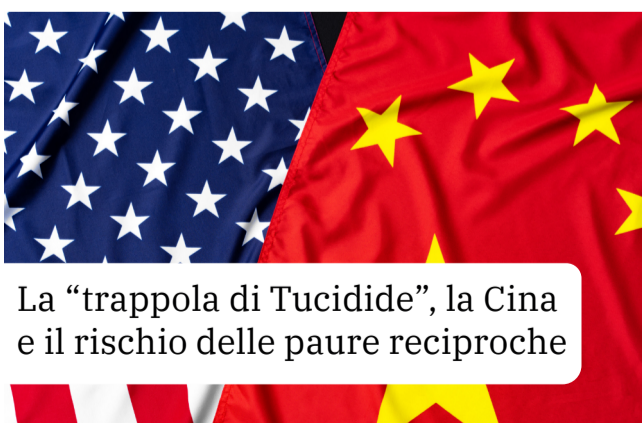 La “trappola di Tucidide”, la Cina
e il rischio delle paure reciproche